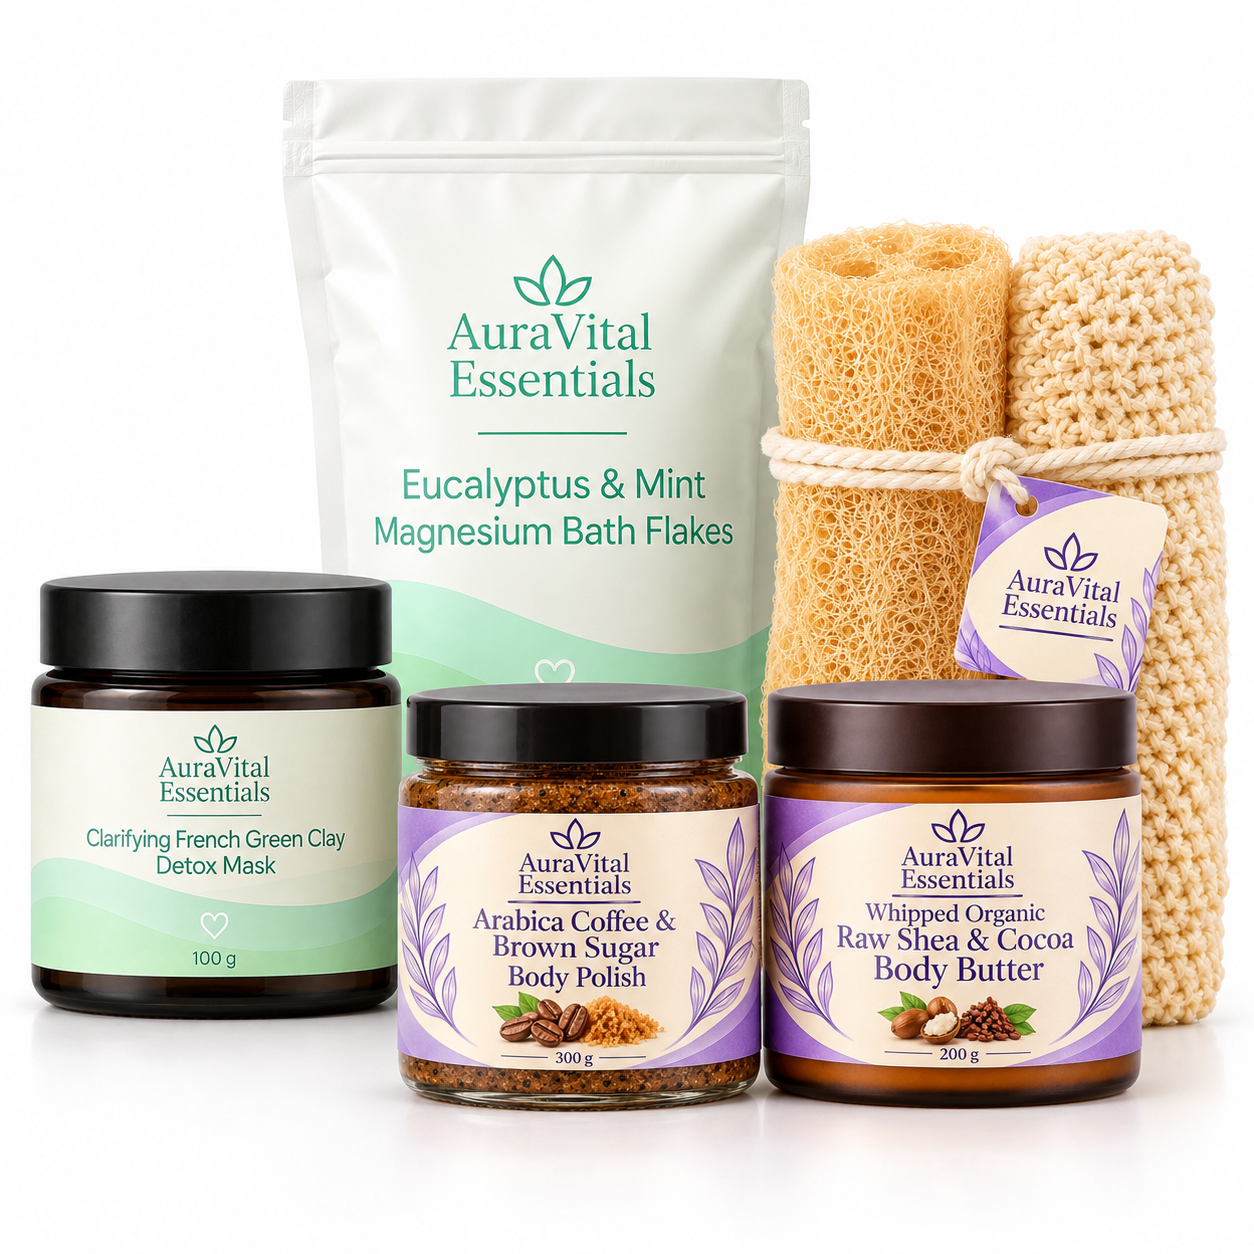 AuraVital
Essentials
Eucalyptus & Mint
Magnesium Bath Flakes
AuraVital
Essentials
AuraVital
Essentials
Clarifying French Green Clay
Detox Mask
100 g
AuraVital
Essentials
Arabica Coffee &
Brown Sugar
Body Polish
300 g
AuraVital
Essentials
Whipped Organic
Raw Shea & Cocoa
Body Butter
200 g